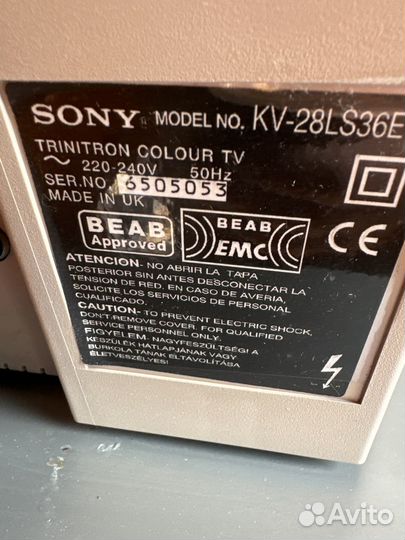 SONY MODEL NO. KV-28LS36E
TRINITRON COLOUR TV
~ 220-240V 50Hz
SER.NO. 6505053
MADE IN UK
BEAB
Approved
BEAB
EMC
CE
ATENCION- NO ABRIR LA TAPA
POSTERIOR SIN ANTES DESCONECTAR LA
TENSION DE RED. EN CASO DE AVERIA,
SOLICITE LOS SERVICIOS DE PERSONAL
CUALIFICADO.
CAUTION- TO PREVENT ELECTRIC SHOCK,
DON'T REMOVE COVER. FOR QUALIFIED
SERVICE PERSONNEL ONLY.
FIGYELEM- NAGYFESZÜLTSÉG! A
KÉSZÜLÉK HÁTLAPJÁNAK VAGY
BURKOLATÁNAK ELTÁVOLÍTÁSA
ÉLETVESZÉLYES!
Avito